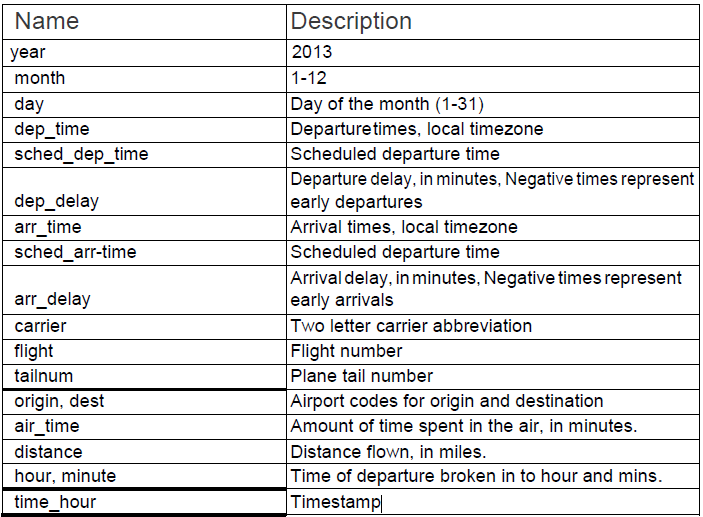 Name Description
year 2013
month 1-12
day Day of the month (1-31)
dep_time Departuretimes, local timezone
sched_dep_time Scheduled departure time
dep_delay Departure delay, in minutes, Negative times represent
early departures
arr_time Arrival times, local timezone
sched_arr-time Scheduled departure time
arr_delay Arrival delay, in minutes, Negative times represent
early arrivals
carrier Two letter carrier abbreviation
flight Flight number
tailnum Plane tail number
origin, dest Airport codes for origin and destination
air_time Amount of time spent in the air, in minutes.
distance Distance flown, in miles.
hour, minute Time of departure broken in to hour and mins.
time_hour Timestamp